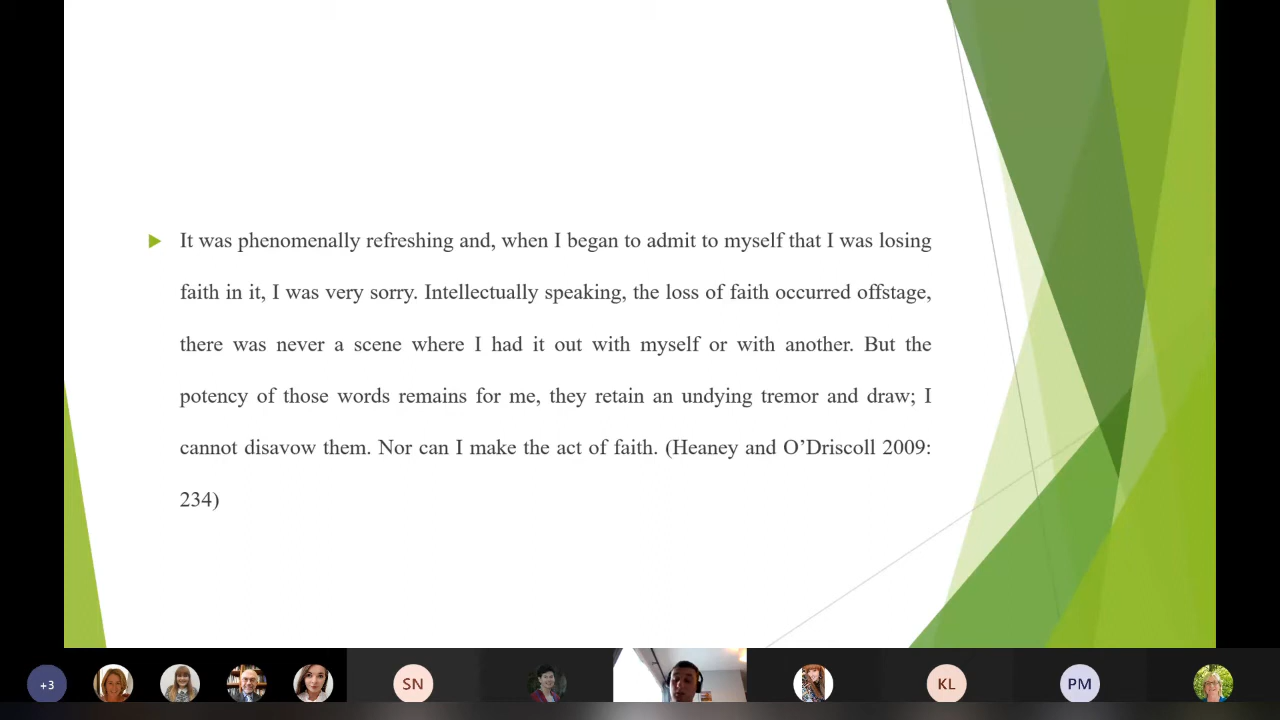 It was phenomenally refreshing and, when I began to admit to myself that I was losing
faith in it, I was very sorry. Intellectually speaking, the loss of faith occurred offstage,
there was never a scene where I had it out with myself or with another. But the
potency of those words remains for me, they retain an undying tremor and draw; I
cannot disavow them. Nor can I make the act of faith. (Heaney and O’Driscoll 2009:
234)
+3
SN
KL
PM